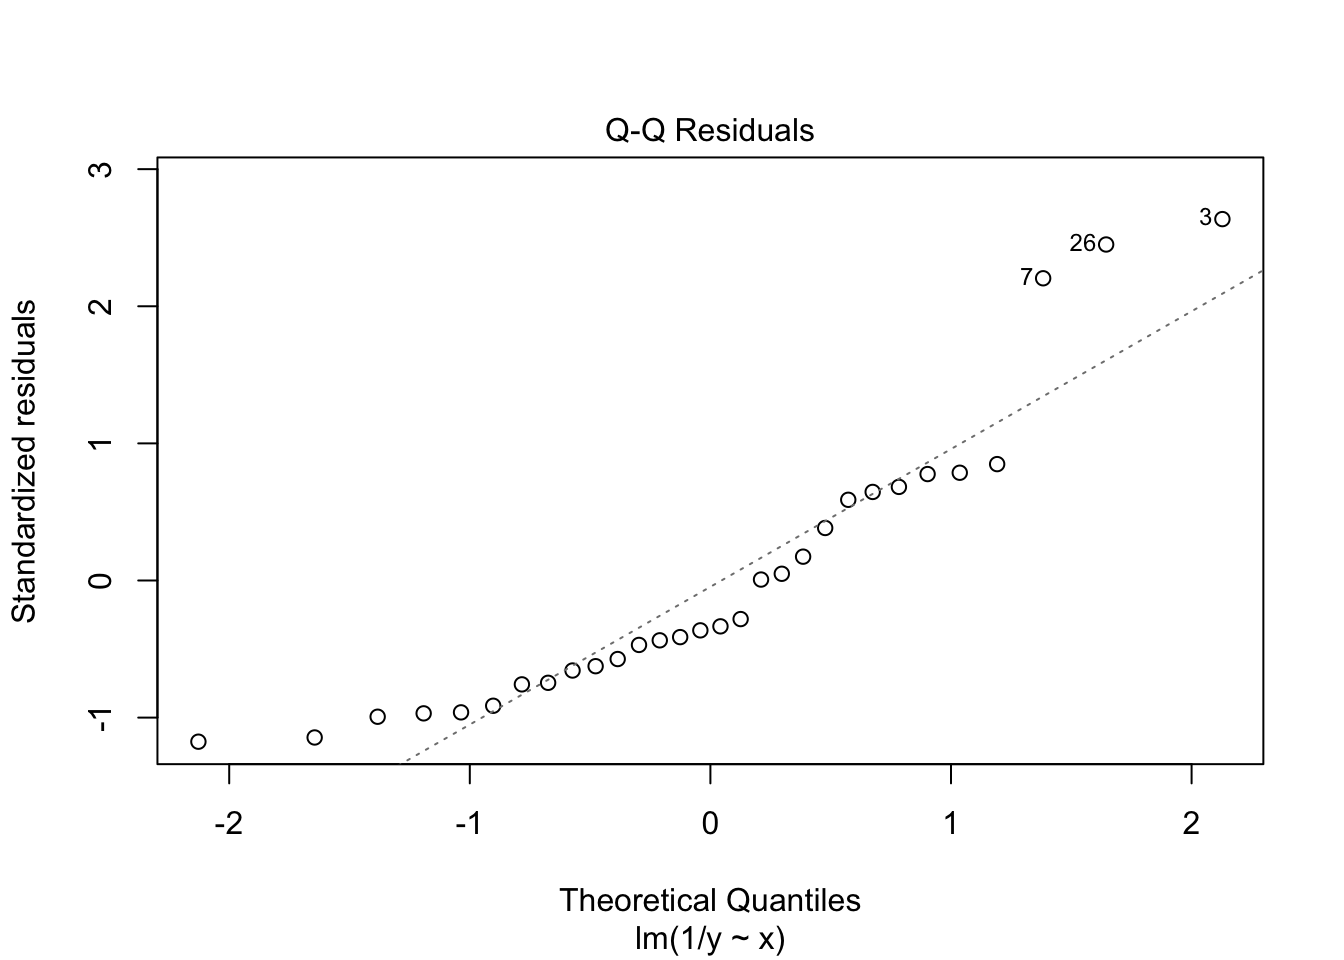 Q-Q Residuals
Standardized residuals
3
2
1
0
-1
3
26
7
-2 -1 0 1 2
Theoretical Quantiles
lm(1/y ~ x)